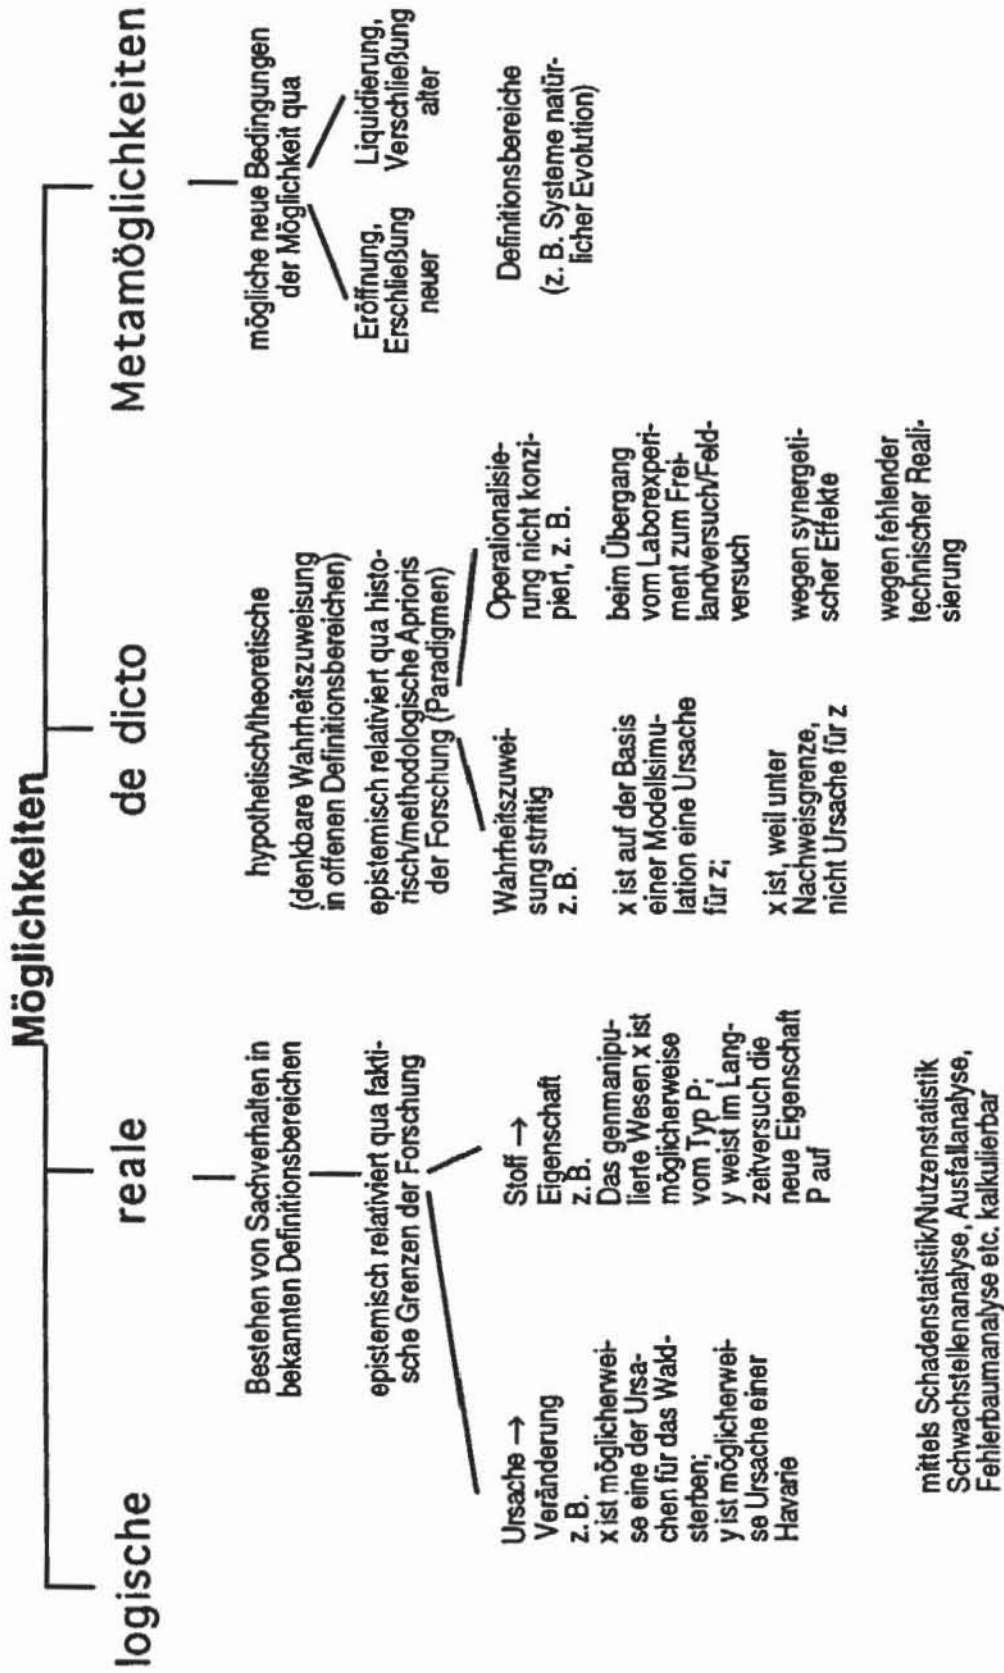 Möglichkeiten
logische
reale
Bestehen von Sachverhalten in
bekannten Definitionsbereichen
epistemisch relativiert qua fakti-
sche Grenzen der Forschung
Ursache →
Veränderung
z. B.
x ist möglicherwei-
se eine der Ursa-
chen für das Wald-
sterben;
y ist möglicherwei-
se Ursache einer
Havarie
Stoff →
Eigenschaft
z. B.
Das genmanipu-
lierte Wesen x ist
möglicherweise
vom Typ P;
y weist im Lang-
zeitversuch die
neue Eigenschaft
P auf
mittels Schadenstatistik/Nutzenstatistik
Schwachstellenanalyse, Ausfallanalyse,
Fehlerbaumanalyse etc. kalkulierbar
de dicto
hypothetisch/theoretische
(denkbare Wahrheitszuweisung
in offenen Definitionsbereichen)
epistemisch relativiert qua histo-
risch/methodologische Aprioris
der Forschung (Paradigmen)
Wahrheitszuwei-
sung strittig
z. B.
x ist auf der Basis
einer Modellsimu-
lation eine Ursache
für z;
x ist, weil unter
Nachweisgrenze,
nicht Ursache für z
Operationalisie-
rung nicht konzi-
piert, z. B.
beim Übergang
vom Laborexperi-
ment zum Frei-
landversuch/Feld-
versuch
wegen synergeti-
scher Effekte
wegen fehlender
technischer Reali-
sierung
Metamöglichkeiten
mögliche neue Bedingungen
der Möglichkeit qua
Eröffnung,
Erschließung
neuer
Liquidierung,
Verschließung
alter
Definitionsbereiche
(z. B. Systeme natür-
licher Evolution)